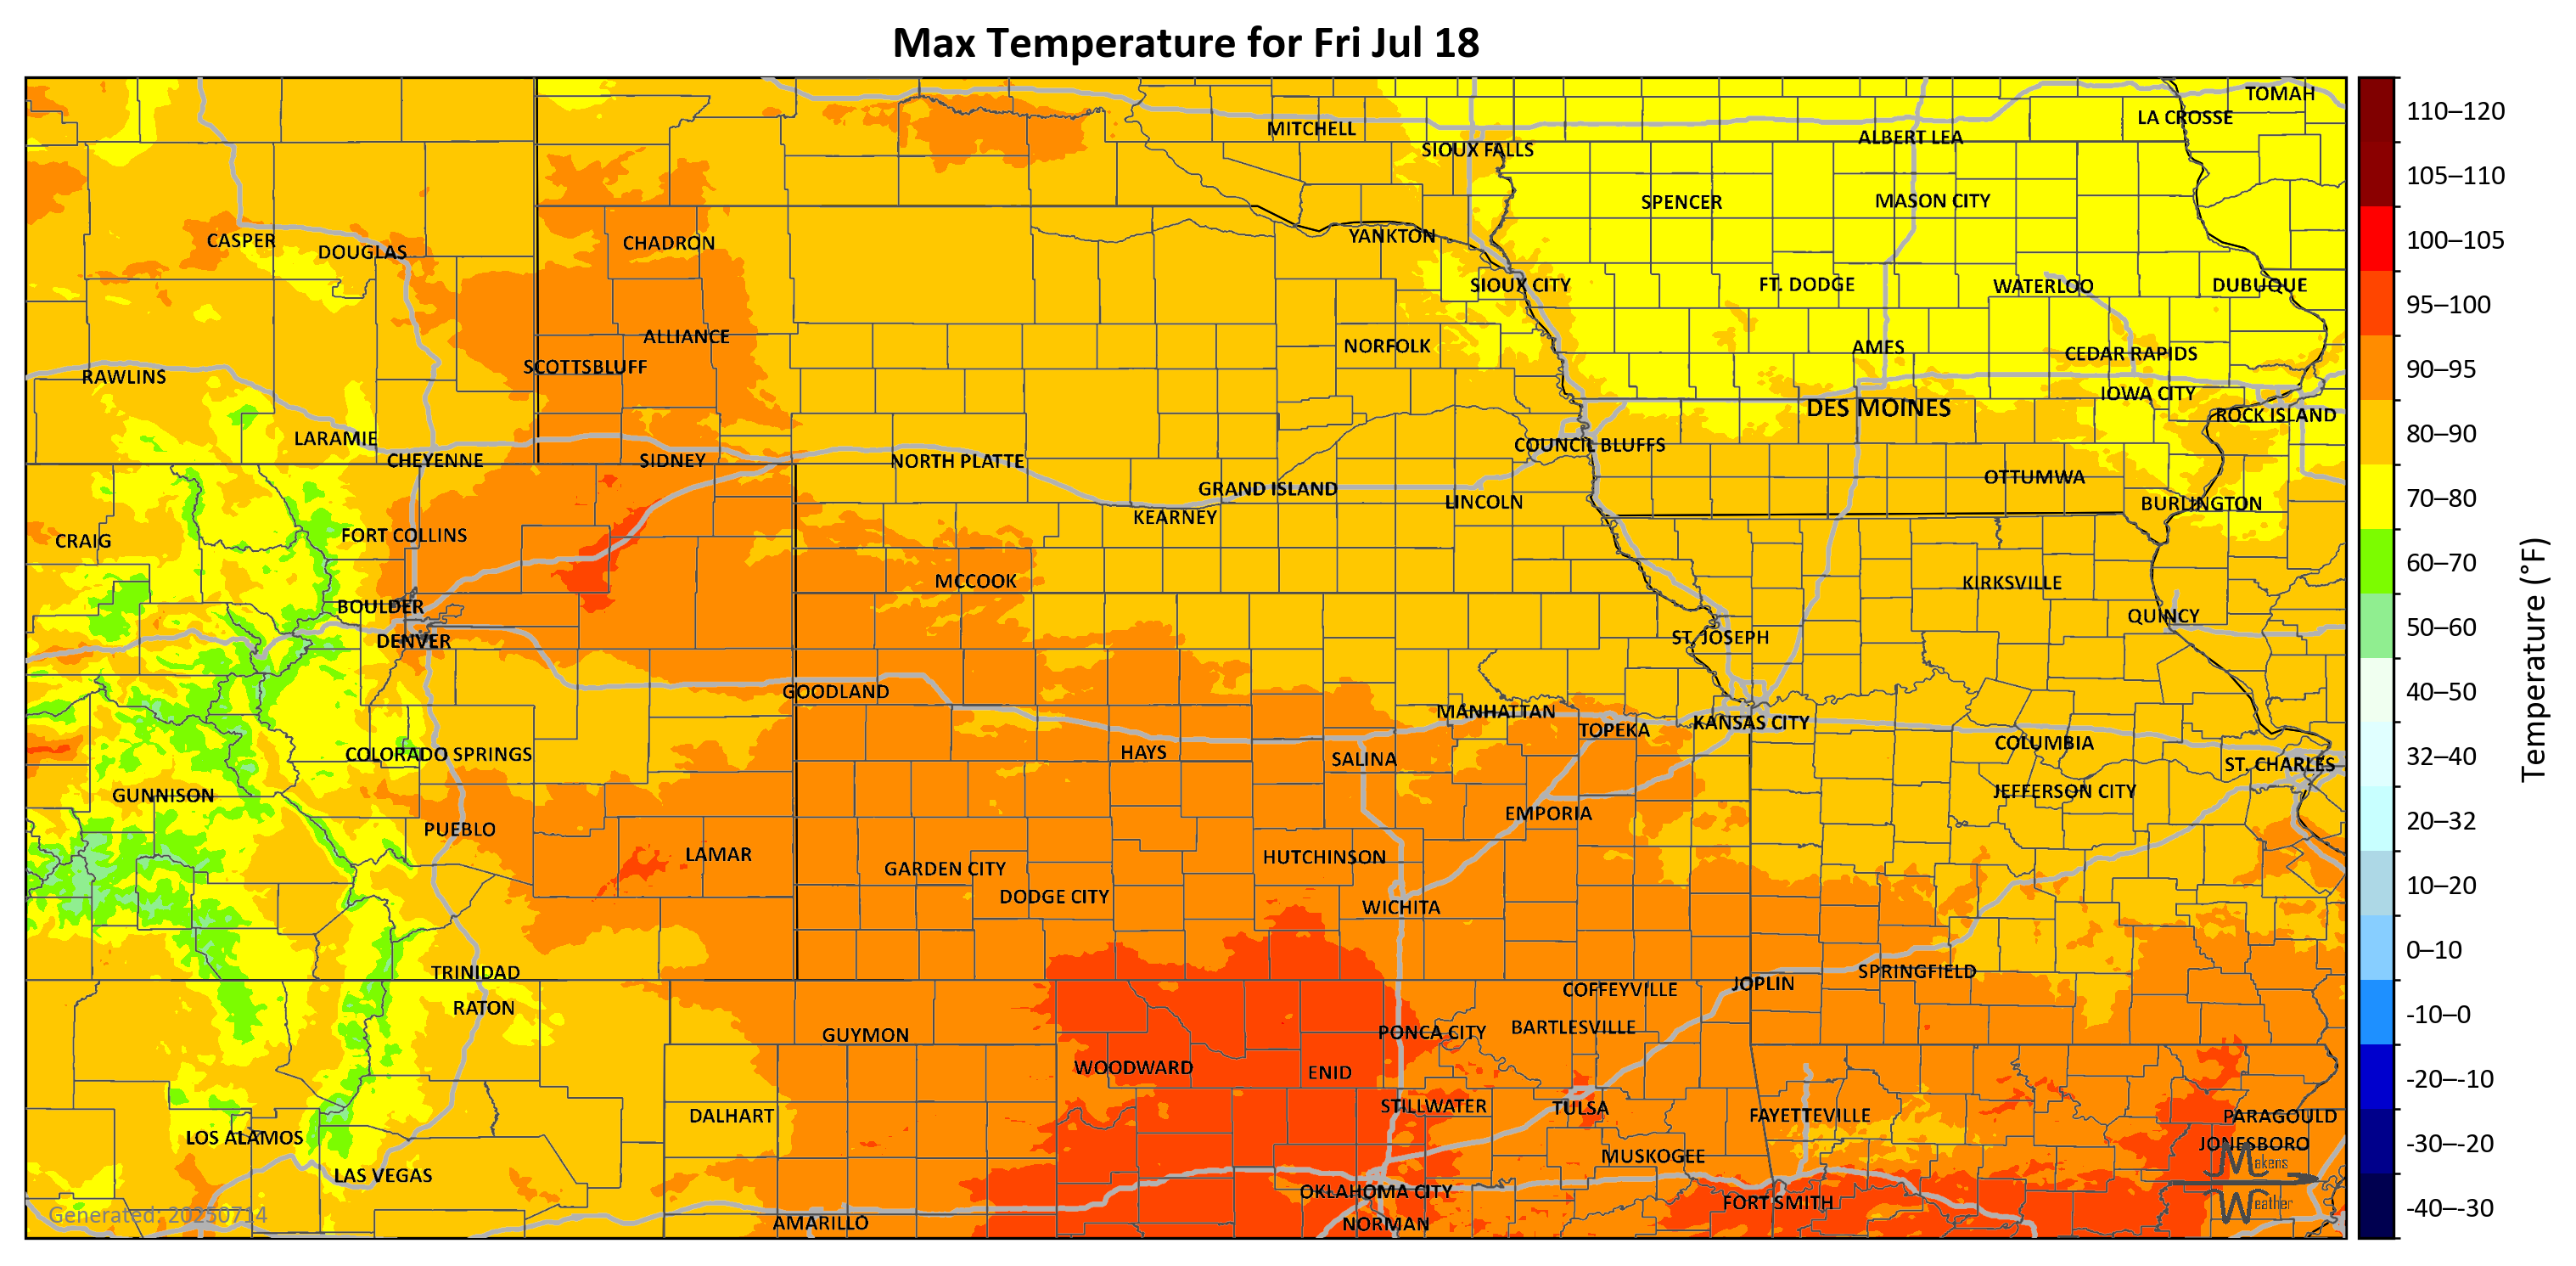 Max Temperature for Fri Jul 18
TOMAH
LA CROSSE
MITCHELL
ALBERT LEA
SIOUX FALLS
SPENCER
MASON CITY
CASPER
DOUGLAS
CHADRON
YANKTON
SIOUX CITY
FT. DODGE
WATERLOO
DUBUQUE
ALLIANCE
NORFOLK
AMES
CEDAR RAPIDS
SCOTTSBLUFF
RAWLINS
IOWA CITY
DES MOINES
ROCK ISLAND
LARAMIE
COUNCIL BLUFFS
CHEYENNE
SIDNEY
NORTH PLATTE
OTTUMWA
GRAND ISLAND
LINCOLN
BURLINGTON
KEARNEY
CRAIG
FORT COLLINS
MCCOOK
KIRKSVILLE
BOULDER
QUINCY
DENVER
ST. JOSEPH
GOODLAND
MANHATTAN
TOPEKA
KANSAS CITY
COLUMBIA
COLORADO SPRINGS
HAYS
SALINA
ST. CHARLES
GUNNISON
JEFFERSON CITY
EMPORIA
PUEBLO
LAMAR
HUTCHINSON
GARDEN CITY
DODGE CITY
WICHITA
TRINIDAD
SPRINGFIELD
JOPLIN
COFFEYVILLE
RATON
GUYMON
PONCA CITY
BARTLESVILLE
WOODWARD
ENID
STILLWATER
TULSA
DALHART
FAYETTEVILLE
PARAGOULD
LOS ALAMOS
JONESBORO
MUSKOGEE
LAS VEGAS
OKLAHOMA CITY
FORT SMITH
AMARILLO
NORMAN
Makens
Weather
Generated: 20250714
110–120
105–110
100–105
95–100
90–95
80–90
70–80
60–70
50–60
40–50
32–40
20–32
10–20
0–10
-10–0
-20–-10
-30–-20
-40–-30
Temperature (°F)